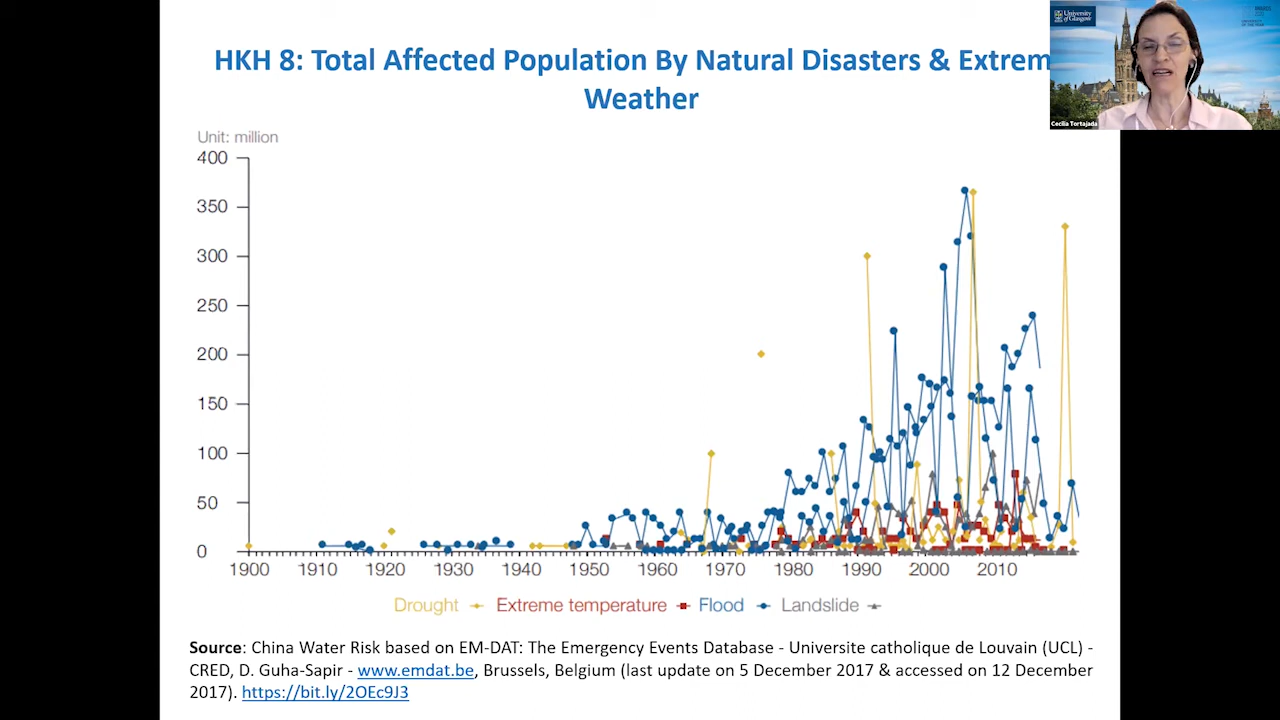 HKH 8: Total Affected Population By Natural Disasters & Extrem
Weather
University
of Glasgow
Cecilia Tortajada
Unit: million
400
350
300
250
200
150
100
50
0
1900 1910 1920 1930 1940 1950 1960 1970 1980 1990 2000 2010
Drought Extreme temperature Flood Landslide
Source: China Water Risk based on EM-DAT: The Emergency Events Database - Universite catholique de Louvain (UCL) -
CRED, D. Guha-Sapir - www.emdat.be, Brussels, Belgium (last update on 5 December 2017 & accessed on 12 December
2017). https://bit.ly/2OEc9J3